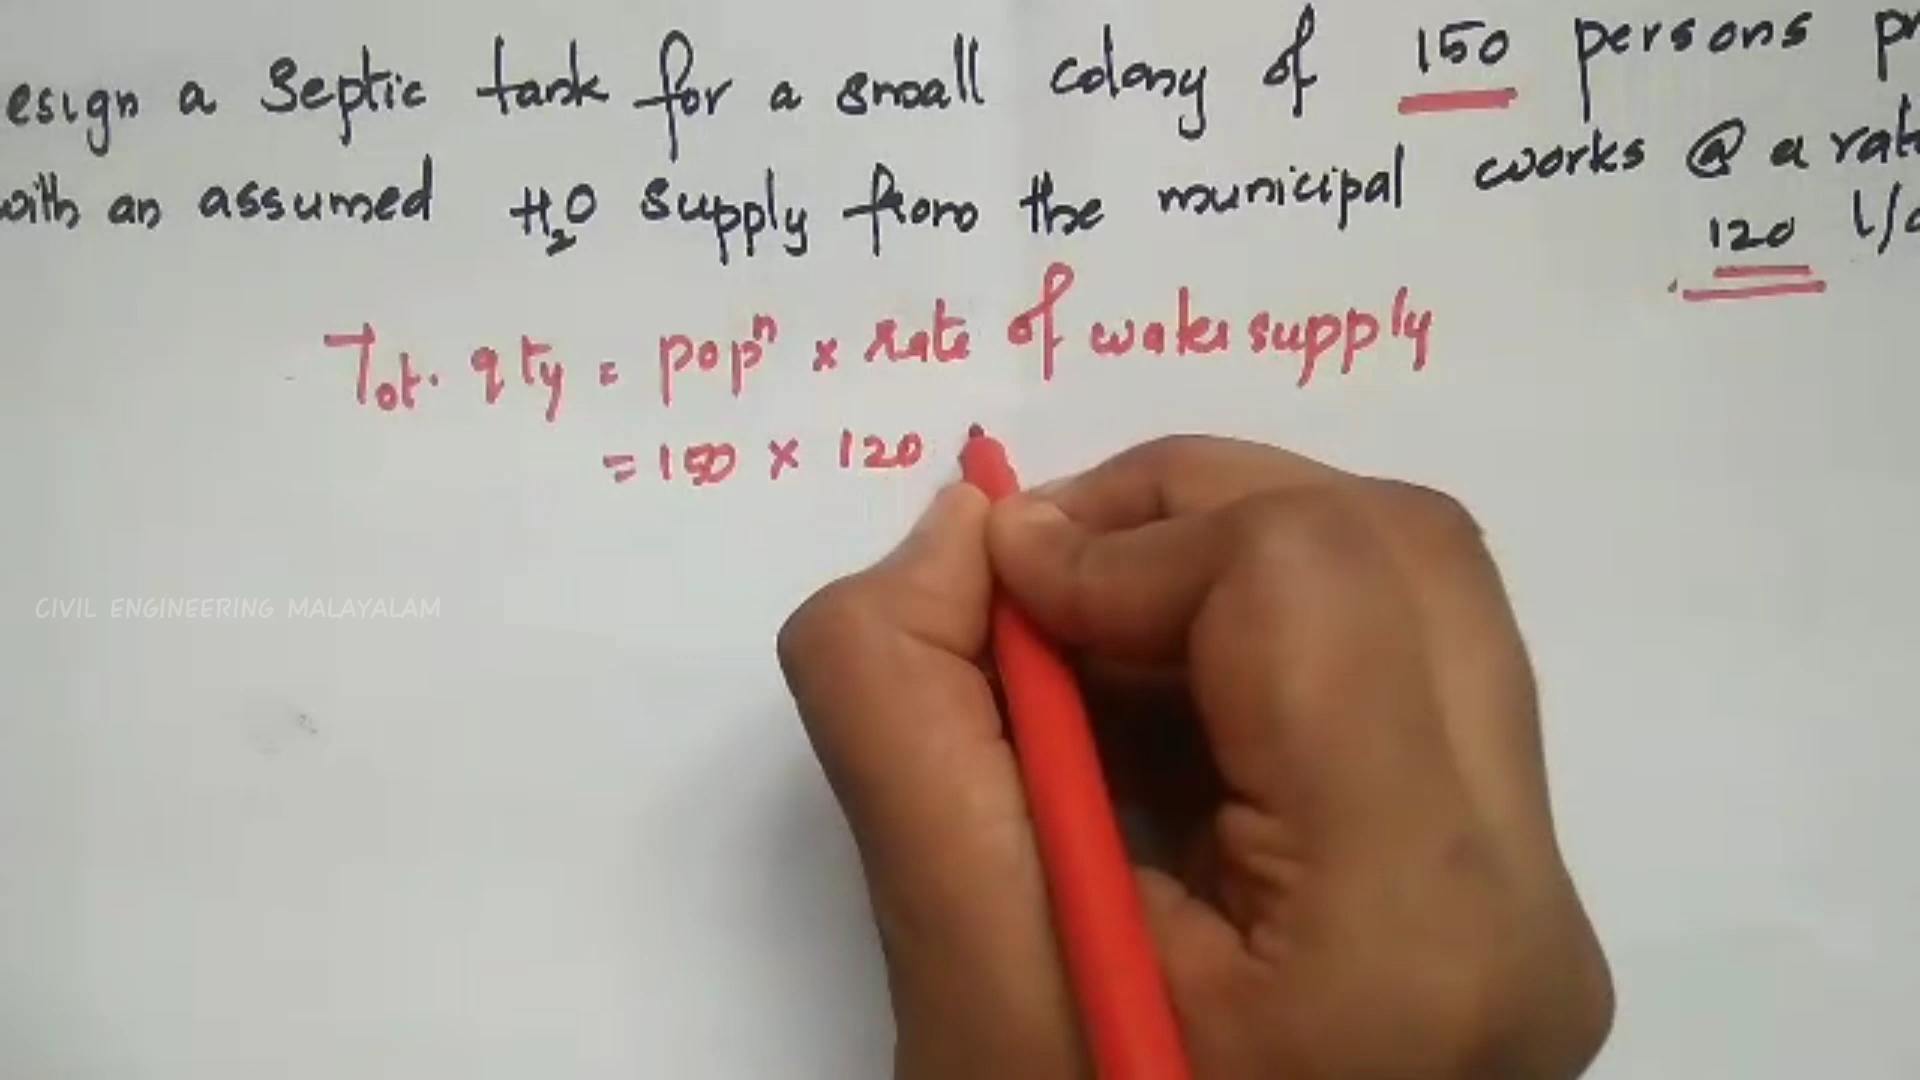 esign a Septic tank for a small colony of 150 persons pr
with an assumed H₂O supply from the municipal works @ a rate
120 l/c
Tot. qty = popⁿ × rate of water supply
= 150 × 120
CIVIL ENGINEERING MALAYALAM